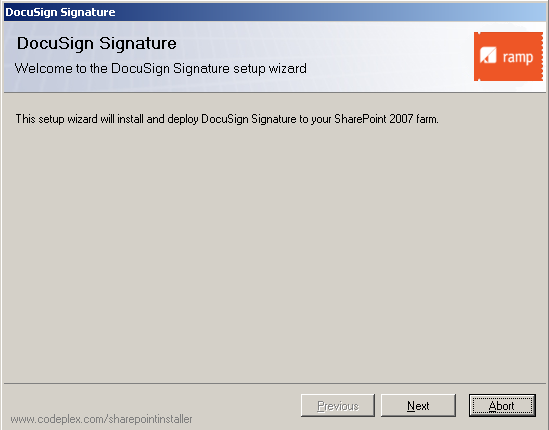 DocuSign Signature
DocuSign Signature
Welcome to the DocuSign Signature setup wizard
ramp
This setup wizard will install and deploy DocuSign Signature to your SharePoint 2007 farm.
Previous
Next
Abort
www.codeplex.com/sharepointinstaller